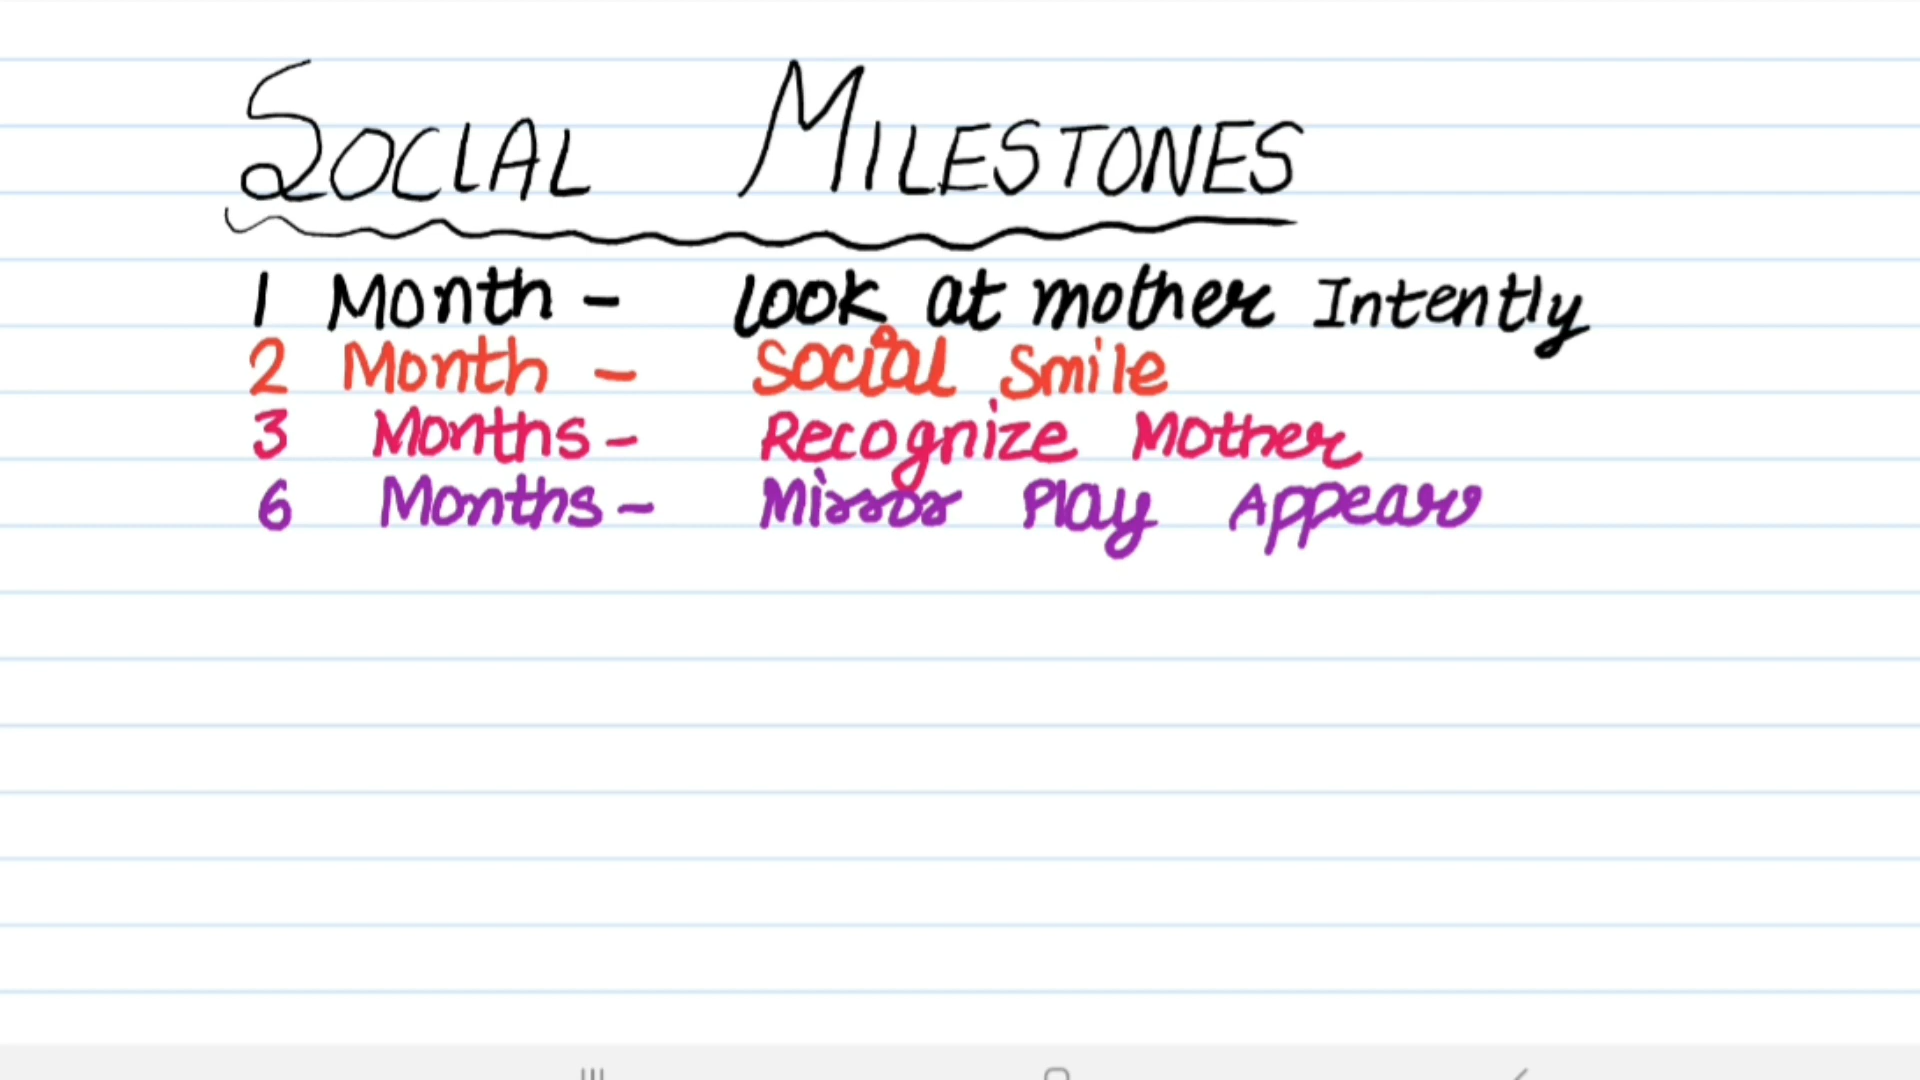 SOCIAL MILESTONES
1 Month - Look at mother Intently
2 Month - Social Smile
3 Months - Recognize Mother
6 Months - Mirror Play Appears